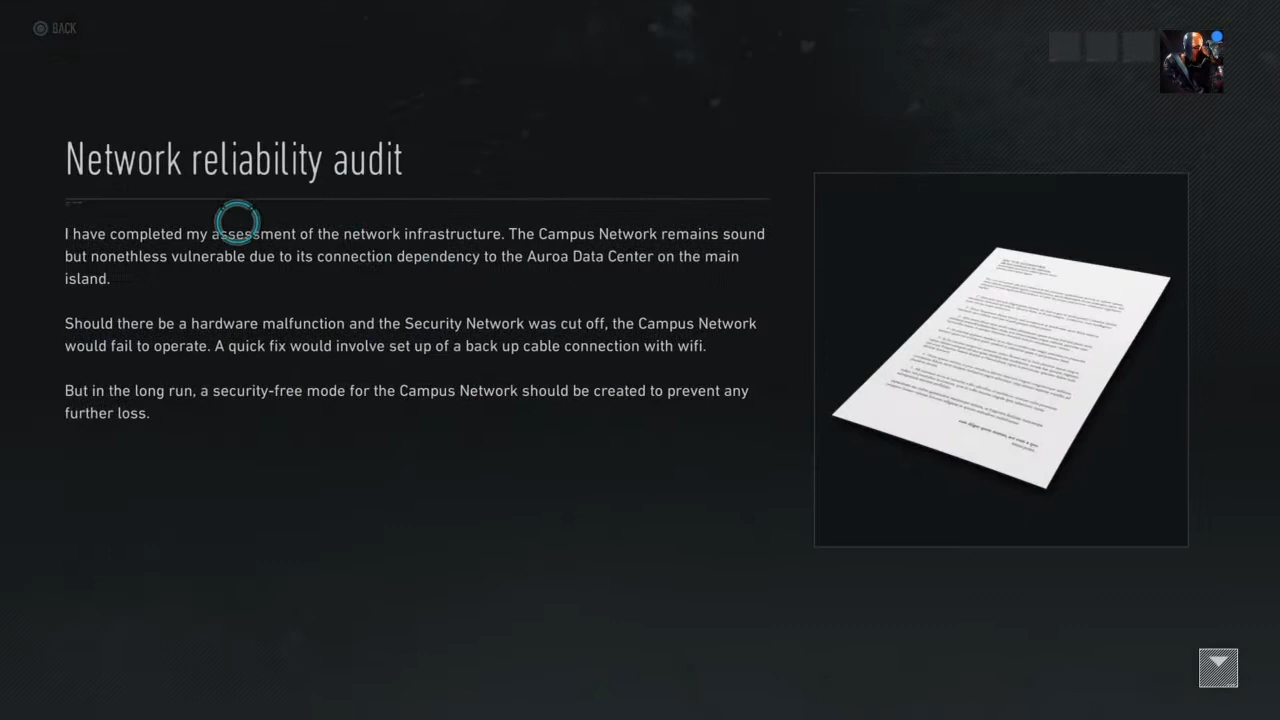 BACK
Network reliability audit
I have completed my assessment of the network infrastructure. The Campus Network remains sound
but nonethless vulnerable due to its connection dependency to the Auroa Data Center on the main
island.
Should there be a hardware malfunction and the Security Network was cut off, the Campus Network
would fail to operate. A quick fix would involve set up of a back up cable connection with wifi.
But in the long run, a security-free mode for the Campus Network should be created to prevent any
further loss.